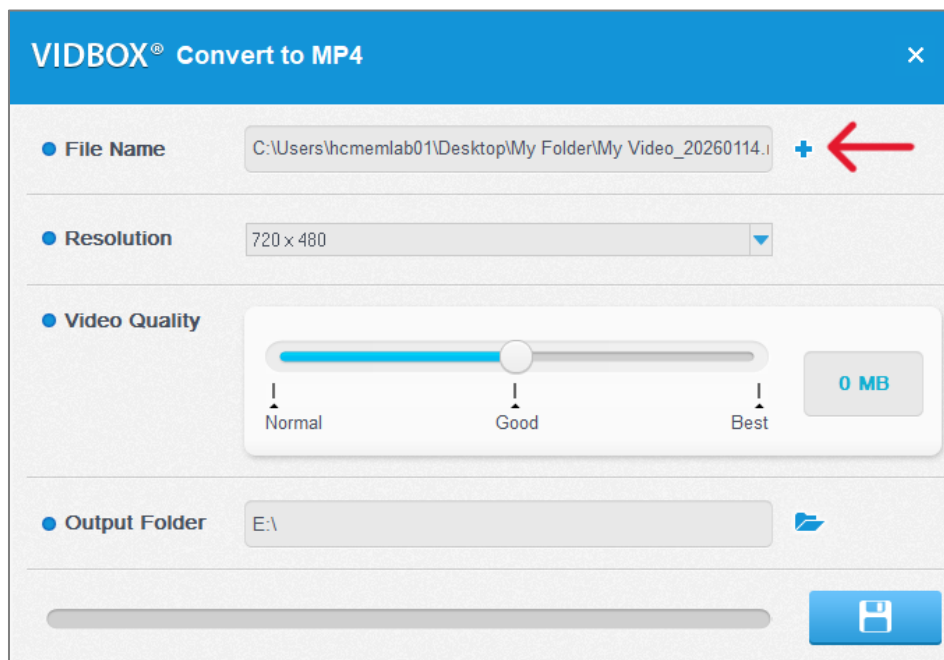 VIDBOX® Convert to MP4
File Name
C:\Users\hcmemlab01\Desktop\My Folder\My Video_20260114.
Resolution
720 x 480
Video Quality
0 MB
Normal Good Best
Output Folder
E:\